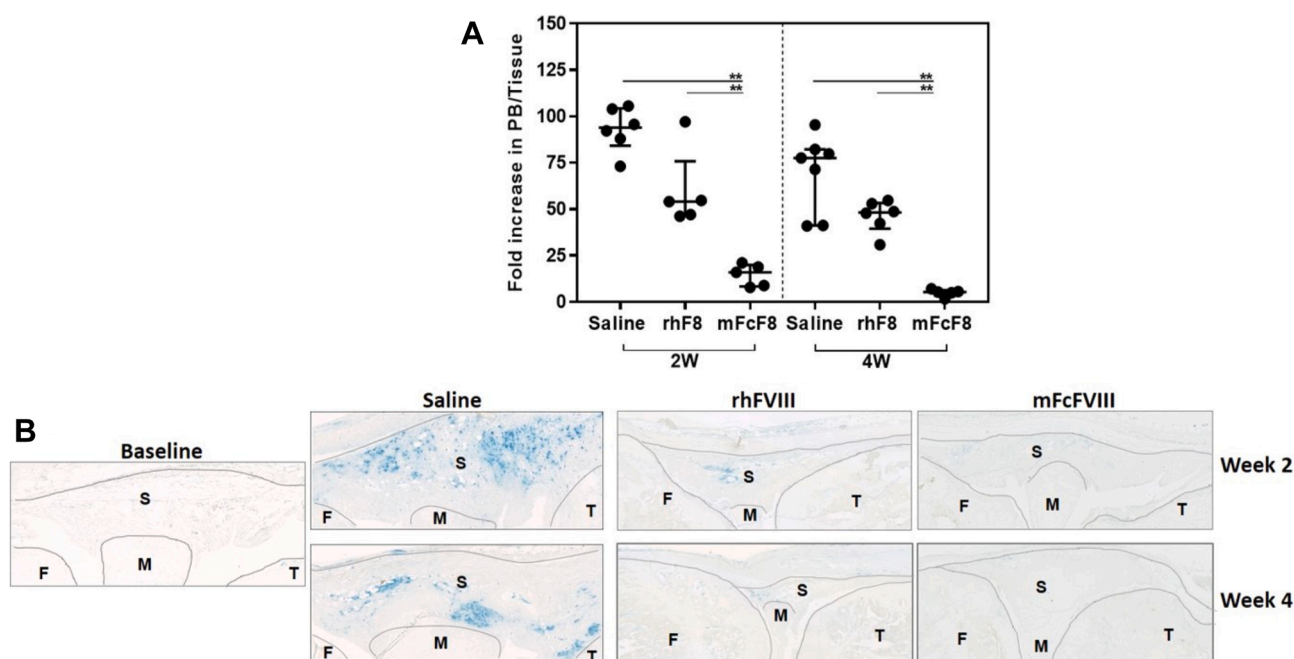 A
Fold increase in PB/Tissue
150
125
100
75
50
25
0
** **
** **
Saline rhF8 mFcF8 Saline rhF8 mFcF8
2W 4W
B
Baseline
S
F M T
Saline rhFVIII mFcFVIII
S S S
F M T F M T F M T
Week 2
S S S
F M T F M T F M T
Week 4